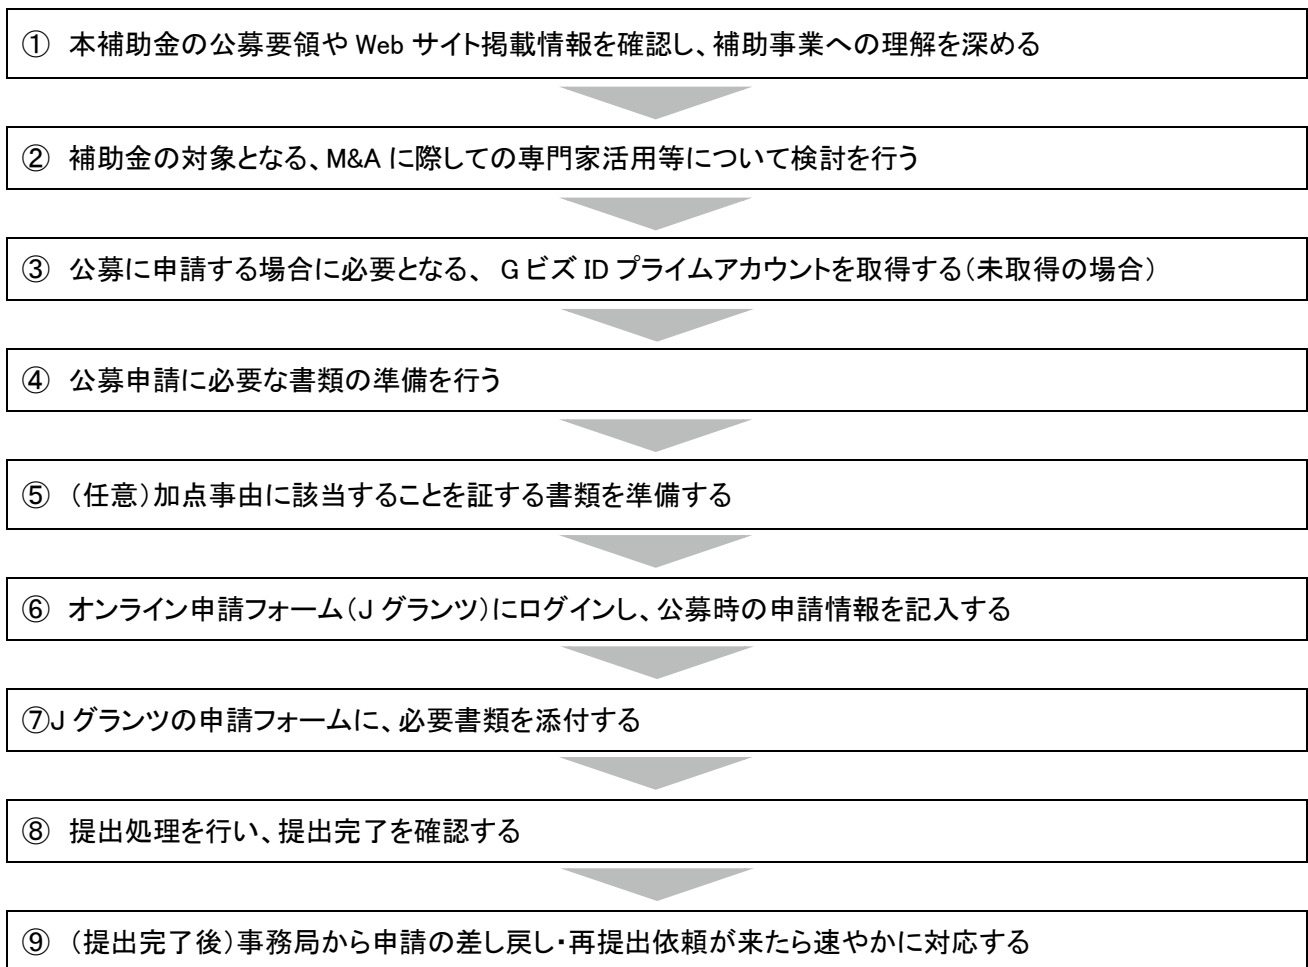 ① 本補助金の公募要領や Web サイト掲載情報を確認し、補助事業への理解を深める
② 補助金の対象となる、M&A に際しての専門家活用等について検討を行う
③ 公募に申請する場合に必要となる、 G ビズ ID プライムアカウントを取得する（未取得の場合）
④ 公募申請に必要な書類の準備を行う
⑤ （任意）加点事由に該当することを証する書類を準備する
⑥ オンライン申請フォーム（J グランツ）にログインし、公募時の申請情報を記入する
⑦J グランツの申請フォームに、必要書類を添付する
⑧ 提出処理を行い、提出完了を確認する
⑨ （提出完了後）事務局から申請の差し戻し・再提出依頼が来たら速やかに対応する